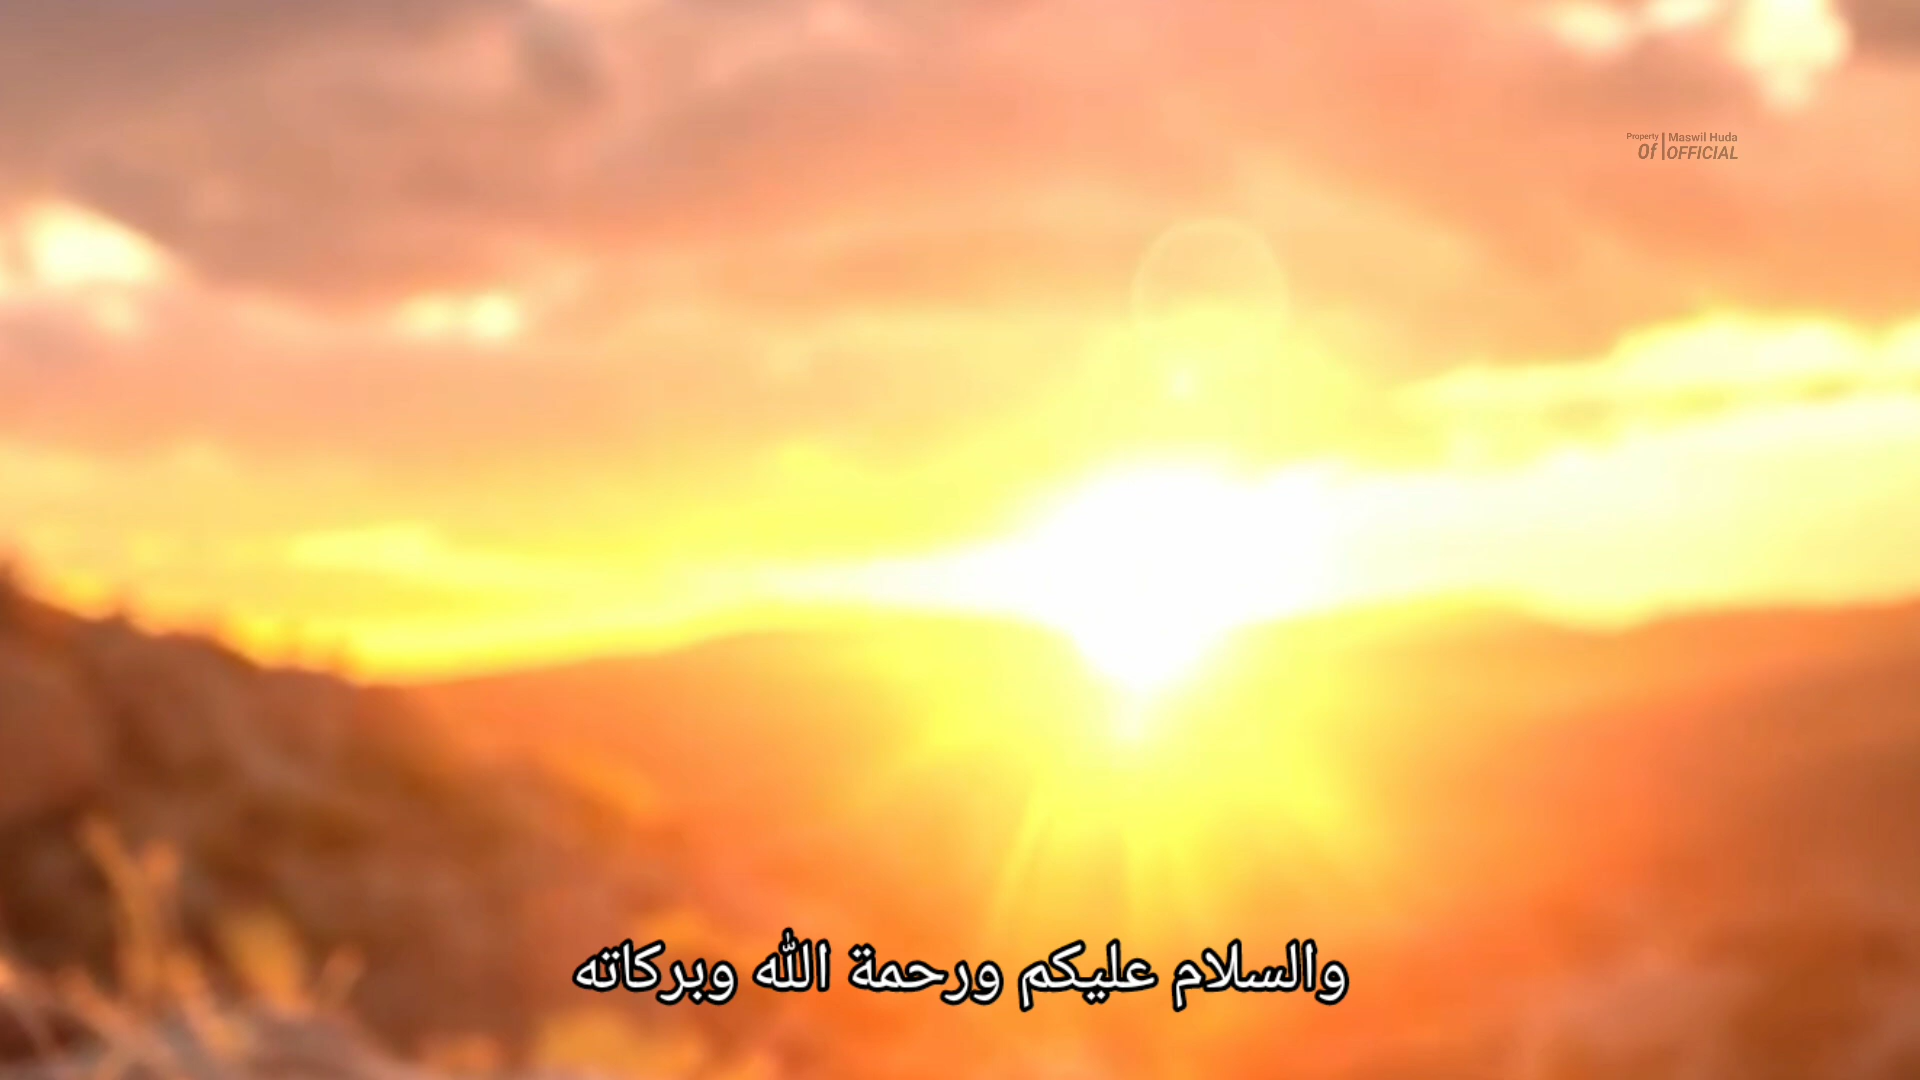 Property Of | Maswil Huda
OFFICIAL
والسلام عليكم ورحمة الله وبركاته